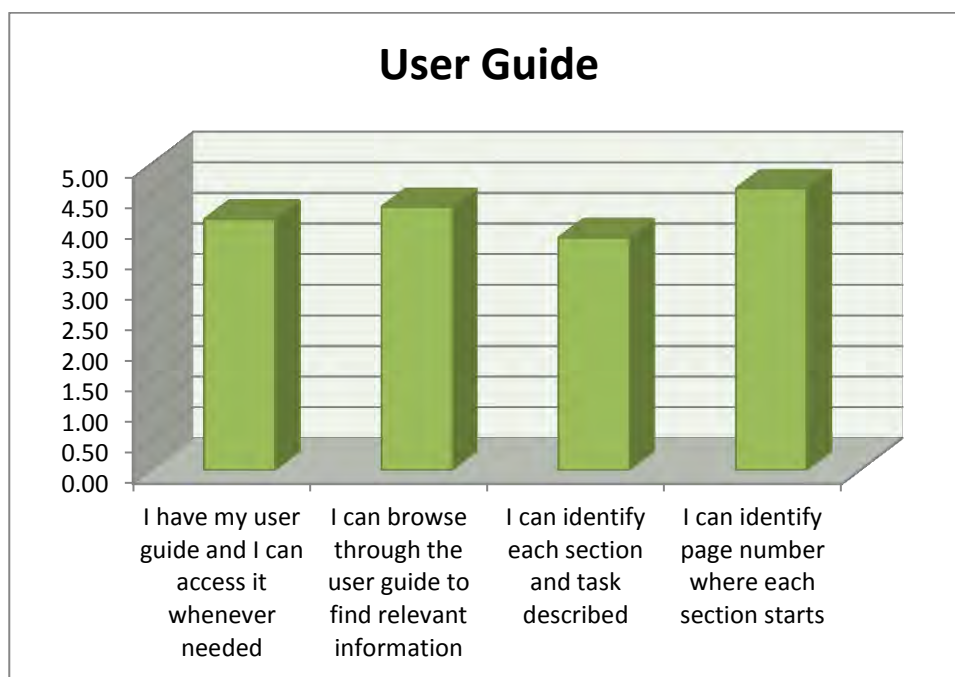 User Guide
5.00
4.50
4.00
3.50
3.00
2.50
2.00
1.50
1.00
0.50
0.00
I have my user
guide and I can
access it
whenever
needed
I can browse
through the
user guide to
find relevant
information
I can identify
each section
and task
described
I can identify
page number
where each
section starts